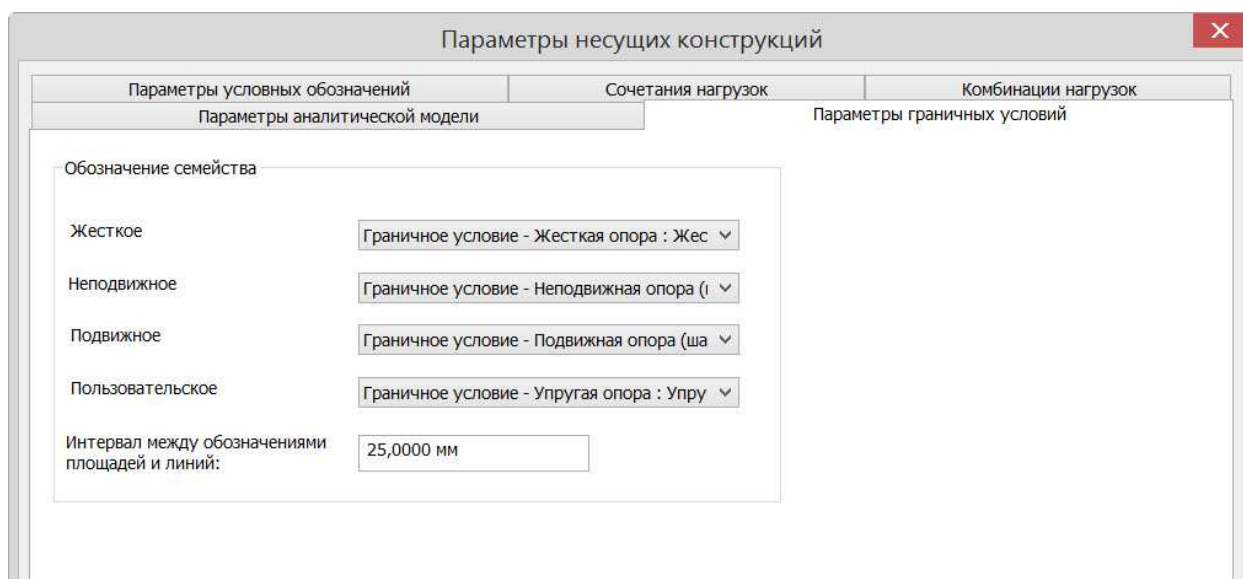 Параметры несущих конструкций
Параметры условных обозначений
Сочетания нагрузок
Комбинации нагрузок
Параметры аналитической модели
Параметры граничных условий
Обозначение семейства
Жесткое
Граничное условие - Жесткая опора : Жес
Неподвижное
Граничное условие - Неподвижная опора (
Подвижное
Граничное условие - Подвижная опора (ша
Пользовательское
Граничное условие - Упругая опора : Упру
Интервал между обозначениями
площадей и линий:
25,0000 мм